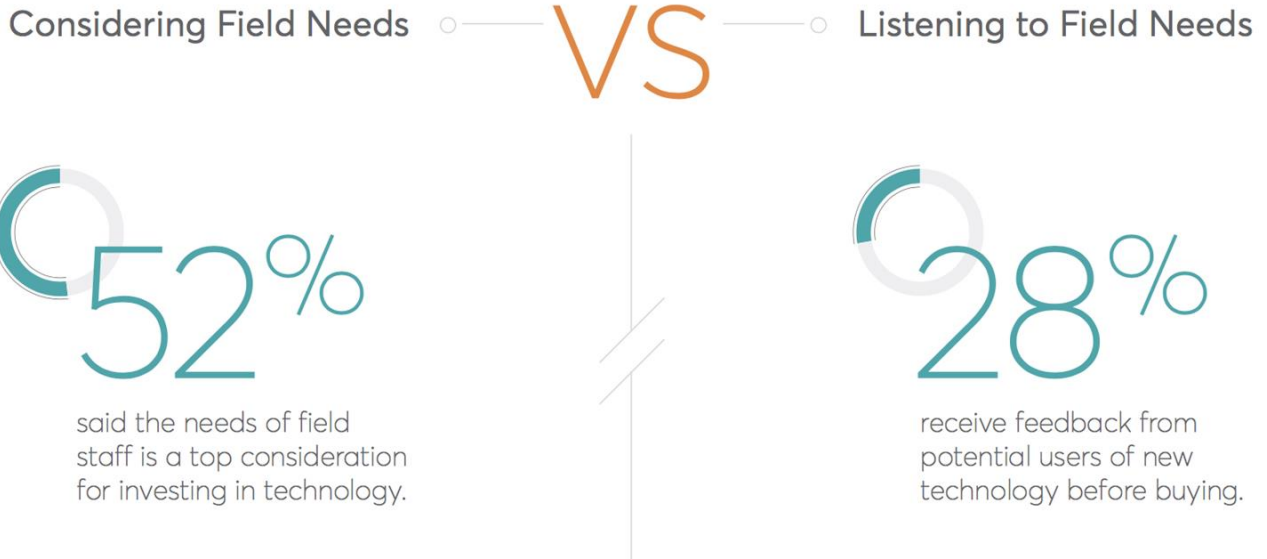 Considering Field Needs
VS
Listening to Field Needs
52%
said the needs of field
staff is a top consideration
for investing in technology.
28%
receive feedback from
potential users of new
technology before buying.